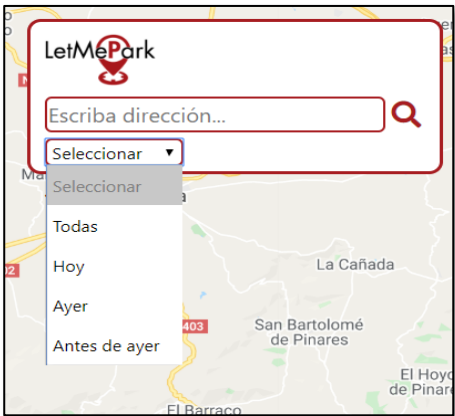 LetMePark
Escriba dirección...
Seleccionar
Seleccionar
Todas
Hoy
Ayer
Antes de ayer
La Cañada
403
San Bartolomé
de Pinares
El Hoyo
de Pinare
El Barraco